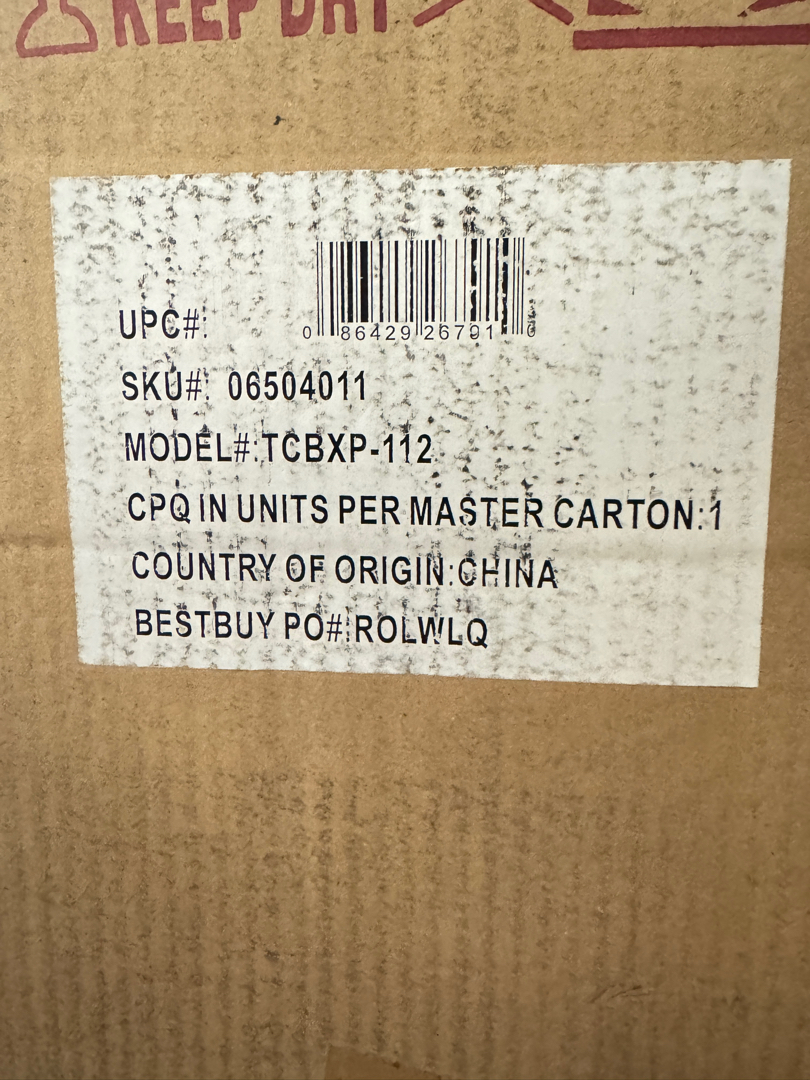 KEEP DRY
UPC#:
0 86429 26791
SKU#: 06504011
MODEL#:TCBXP-112
CPQ IN UNITS PER MASTER CARTON:1
COUNTRY OF ORIGIN:CHINA
BESTBUY PO#:ROLWLQ